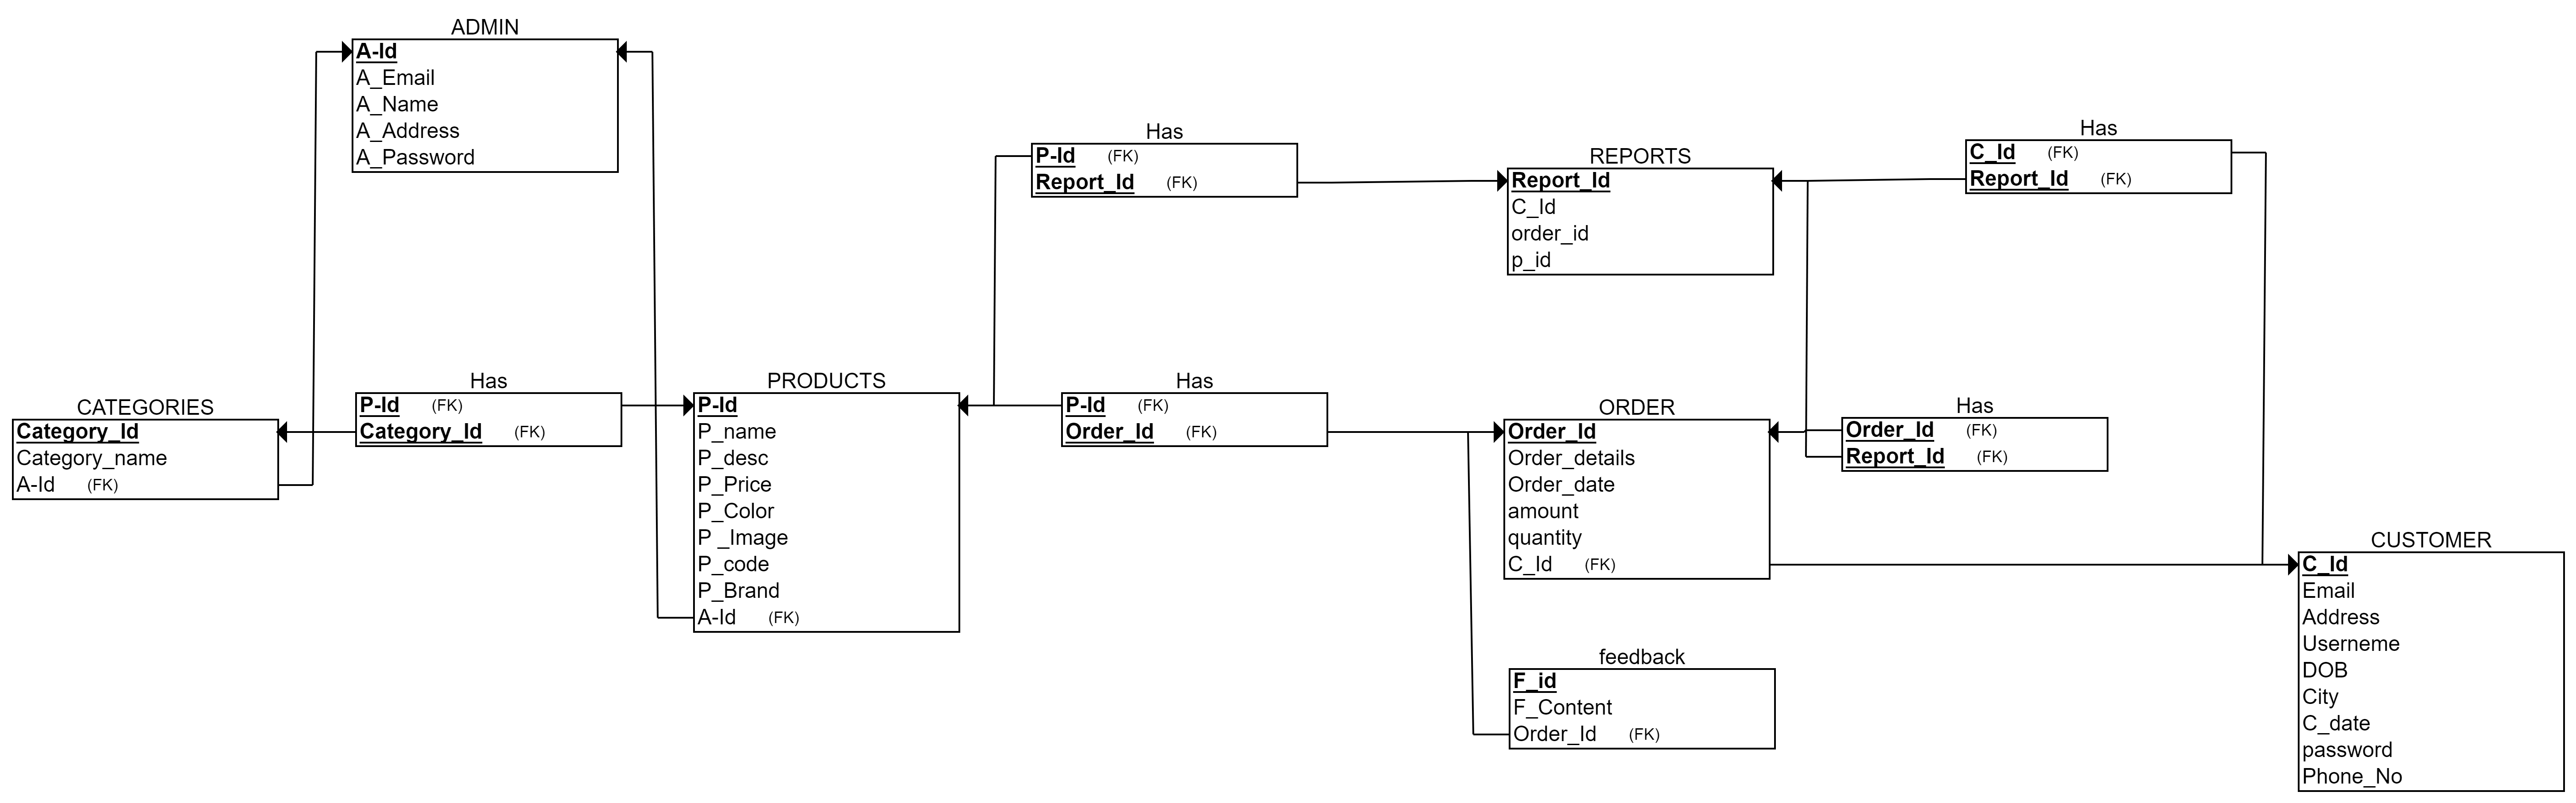 ADMIN
A-Id
A_Email
A_Name
A_Address
A_Password
Has
P-Id (FK)
Report_Id (FK)
REPORTS
Report_Id
C_Id
order_id
p_id
Has
C_Id (FK)
Report_Id (FK)
CATEGORIES
Category_Id
Category_name
A-Id (FK)
Has
P-Id (FK)
Category_Id (FK)
PRODUCTS
P-Id
P_name
P_desc
P_Price
P_Color
P _Image
P_code
P_Brand
A-Id (FK)
Has
P-Id (FK)
Order_Id (FK)
ORDER
Order_Id
Order_details
Order_date
amount
quantity
C_Id (FK)
Has
Order_Id (FK)
Report_Id (FK)
feedback
F_id
F_Content
Order_Id (FK)
CUSTOMER
C_Id
Email
Address
Userneme
DOB
City
C_date
password
Phone_No